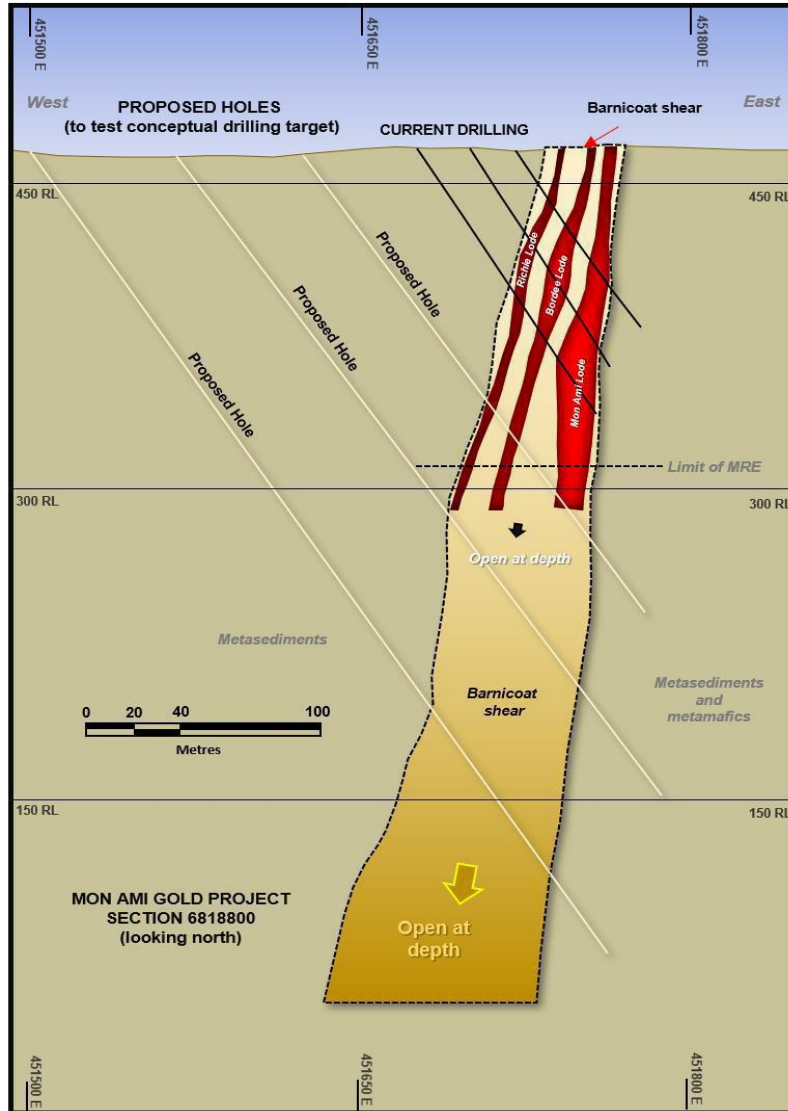 451500 E
451650 E
451800 E
West
East
PROPOSED HOLES
(to test conceptual drilling target)
CURRENT DRILLING
Barnicoat shear
450 RL
450 RL
Proposed Hole
Proposed Hole
Proposed Hole
Richie Lode
Bordee Lode
Mon Ami Lode
Limit of MRE
300 RL
300 RL
Open at depth
Metasediments
Barnicoat
shear
Metasediments
and
metamafics
0 20 40 100
Metres
150 RL
150 RL
MON AMI GOLD PROJECT
SECTION 6818800
(looking north)
Open at
depth
451500 E
451650 E
451800 E